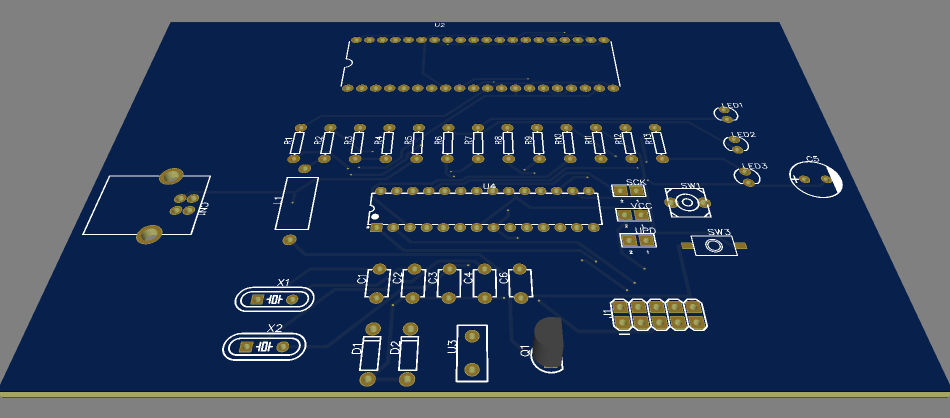 U2
LED1
LED2
LED3
C5
R1
R2
R3
R4
R5
R6
R7
R8
R9
R10
R11
R12
R13
L1
U4
SCK
VCC
UPD
SW1
SW3
X1
X2
C1
C2
C3
C4
C6
J1
D1
D2
U3
Q1